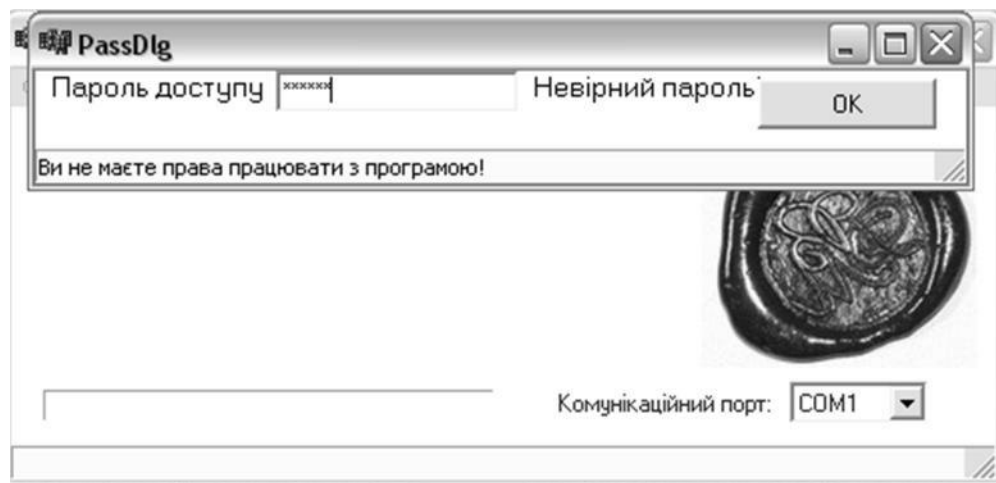 PassDlg
Пароль доступу ****** Невірний пароль OK
Ви не маєте права працювати з програмою!
Комунікаційний порт: COM1